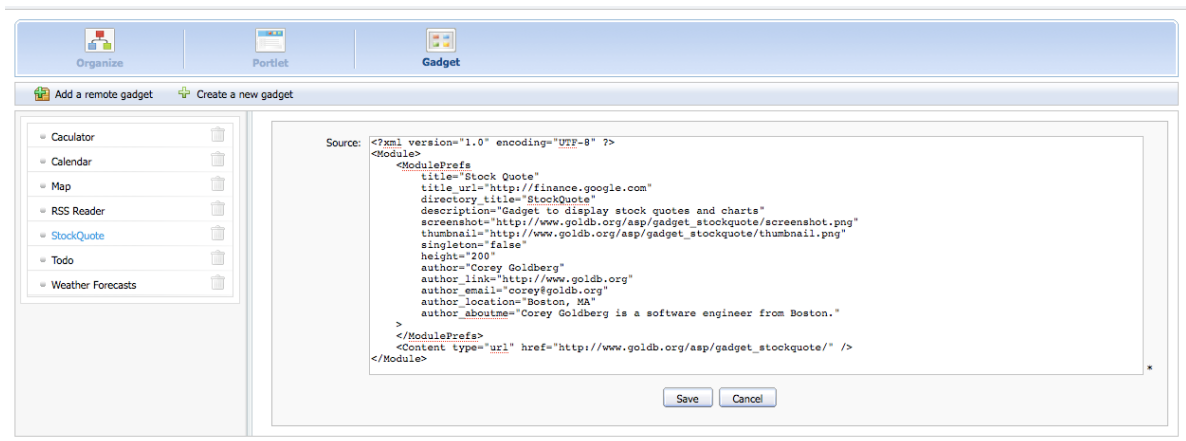 Organize
Portlet
Gadget
Add a remote gadget
Create a new gadget
Caculator
Calendar
Map
RSS Reader
StockQuote
Todo
Weather Forecasts
Source:
<?xml version="1.0" encoding="UTF-8" ?>
<Module>
<ModulePrefs
title="Stock Quote"
title_url="http://finance.google.com"
directory_title="StockQuote"
description="Gadget to display stock quotes and charts"
screenshot="http://www.goldb.org/asp/gadget_stockquote/screenshot.png"
thumbnail="http://www.goldb.org/asp/gadget_stockquote/thumbnail.png"
singleton="false"
height="200"
author="Corey Goldberg"
author_link="http://www.goldb.org"
author_email="corey@goldb.org"
author_location="Boston, MA"
author_aboutme="Corey Goldberg is a software engineer from Boston."
>
</ModulePrefs>
<Content type="url" href="http://www.goldb.org/asp/gadget_stockquote/" />
</Module>
*
Save
Cancel